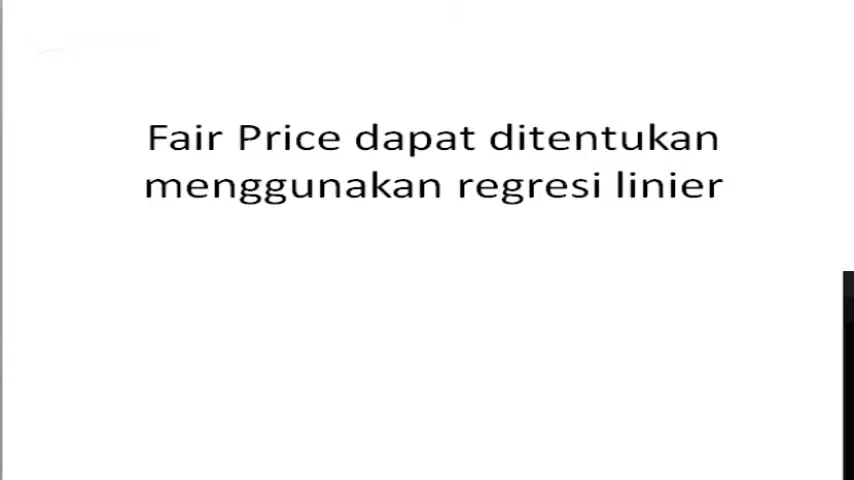 Fair Price dapat ditentukan
menggunakan regresi linier